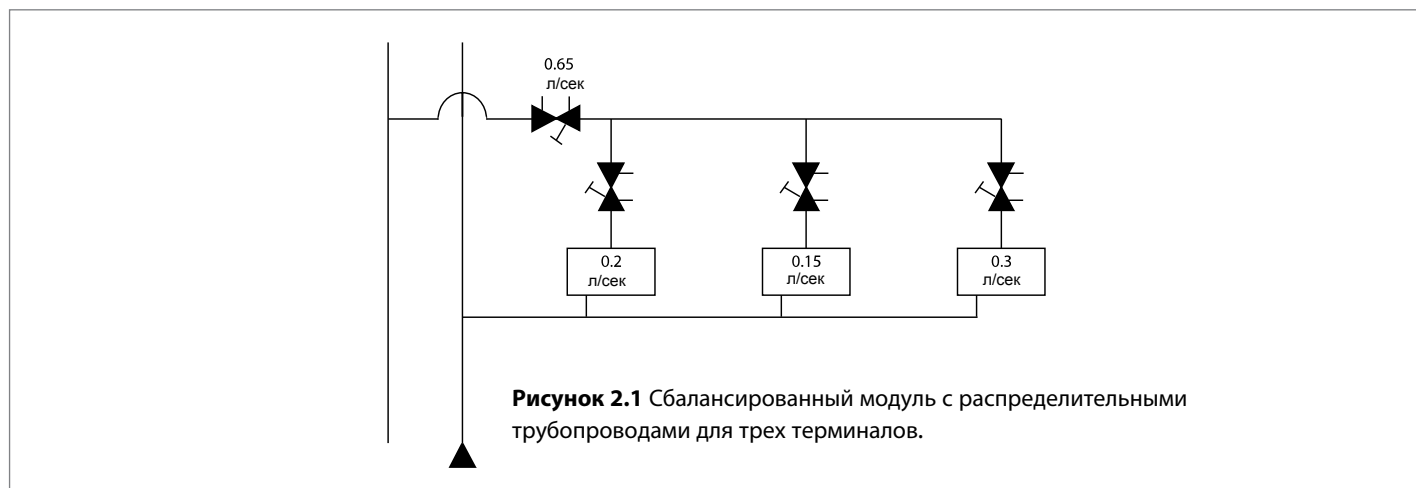 0.65
л/сек
0.2
л/сек
0.15
л/сек
0.3
л/сек
Рисунок 2.1 Сбалансированный модуль с распределительными
трубопроводами для трех терминалов.